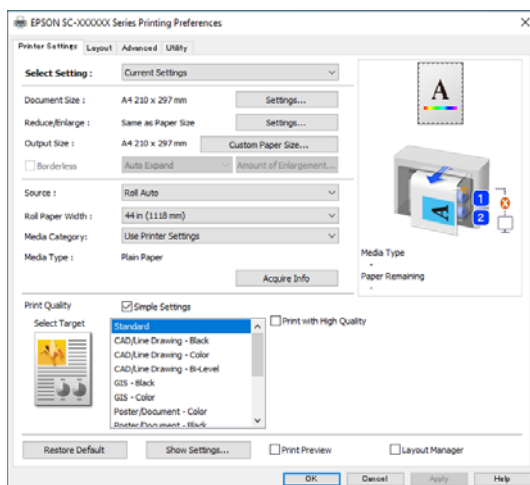 EPSON SC-XXXXXX Series Printing Preferences
Printer Settings Layout Advanced Utility
Select Setting : Current Settings
Document Size : A4 210 x 297 mm Settings...
Reduce/Enlarge : Same as Paper Size Settings...
Output Size : A4 210 x 297 mm Custom Paper Size...
Borderless Auto Expand Amount of Enlargement...
Source : Roll Auto
Roll Paper Width : 44 in (1118 mm)
Media Category: Use Printer Settings
Media Type : Plain Paper
Acquire Info
A
A
1
2
Media Type
-
Paper Remaining
-
Print Quality Simple Settings
Select Target
Standard
CAD/Line Drawing - Black
CAD/Line Drawing - Color
CAD/Line Drawing - Bi-Level
GIS - Black
GIS - Color
Poster/Document - Color
Poster/Document - Black
Print with High Quality
Restore Default Show Settings... Print Preview Layout Manager
OK Cancel Apply Help